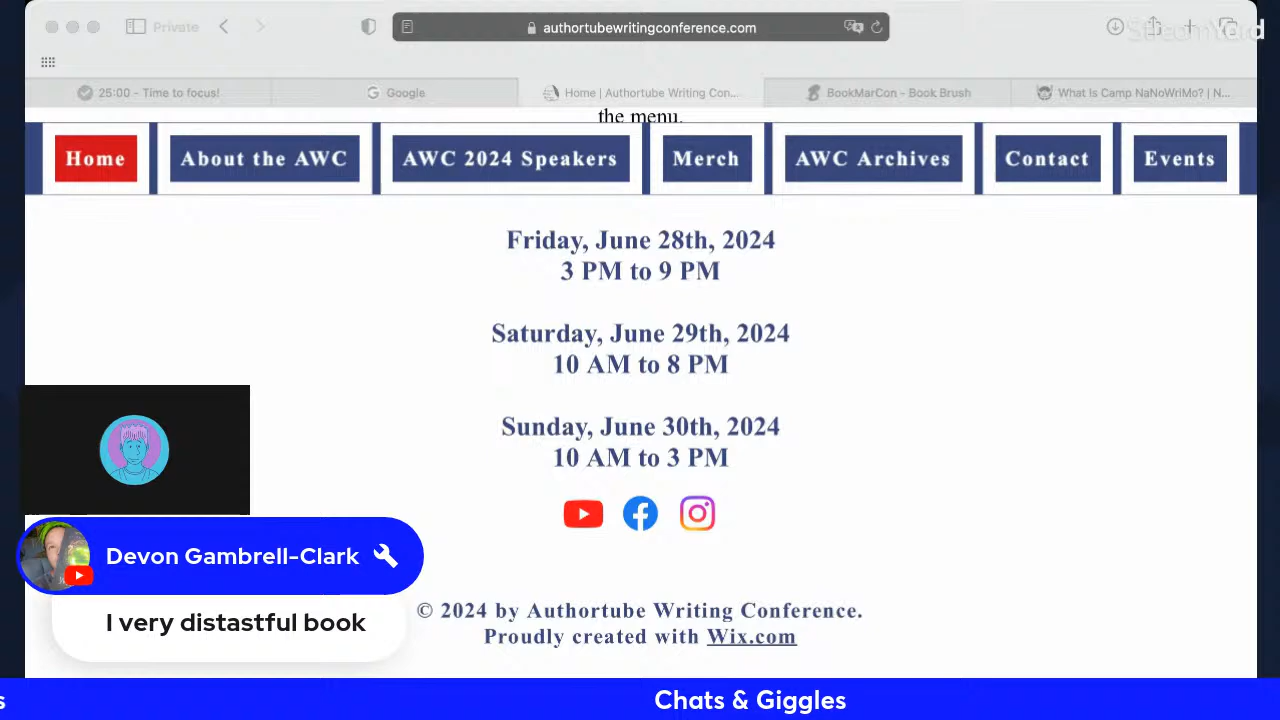 Private
authortubewritingconference.com
StreamYard
25:00 - Time to focus!
Google
Home | Authortube Writing Con...
BookMarCon - Book Brush
What Is Camp NaNoWriMo? | N...
the menu.
Home
About the AWC
AWC 2024 Speakers
Merch
AWC Archives
Contact
Events
Friday, June 28th, 2024
3 PM to 9 PM
Saturday, June 29th, 2024
10 AM to 8 PM
Sunday, June 30th, 2024
10 AM to 3 PM
Devon Gambrell-Clark
I very distastful book
© 2024 by Authortube Writing Conference.
Proudly created with Wix.com
s
Chats & Giggles